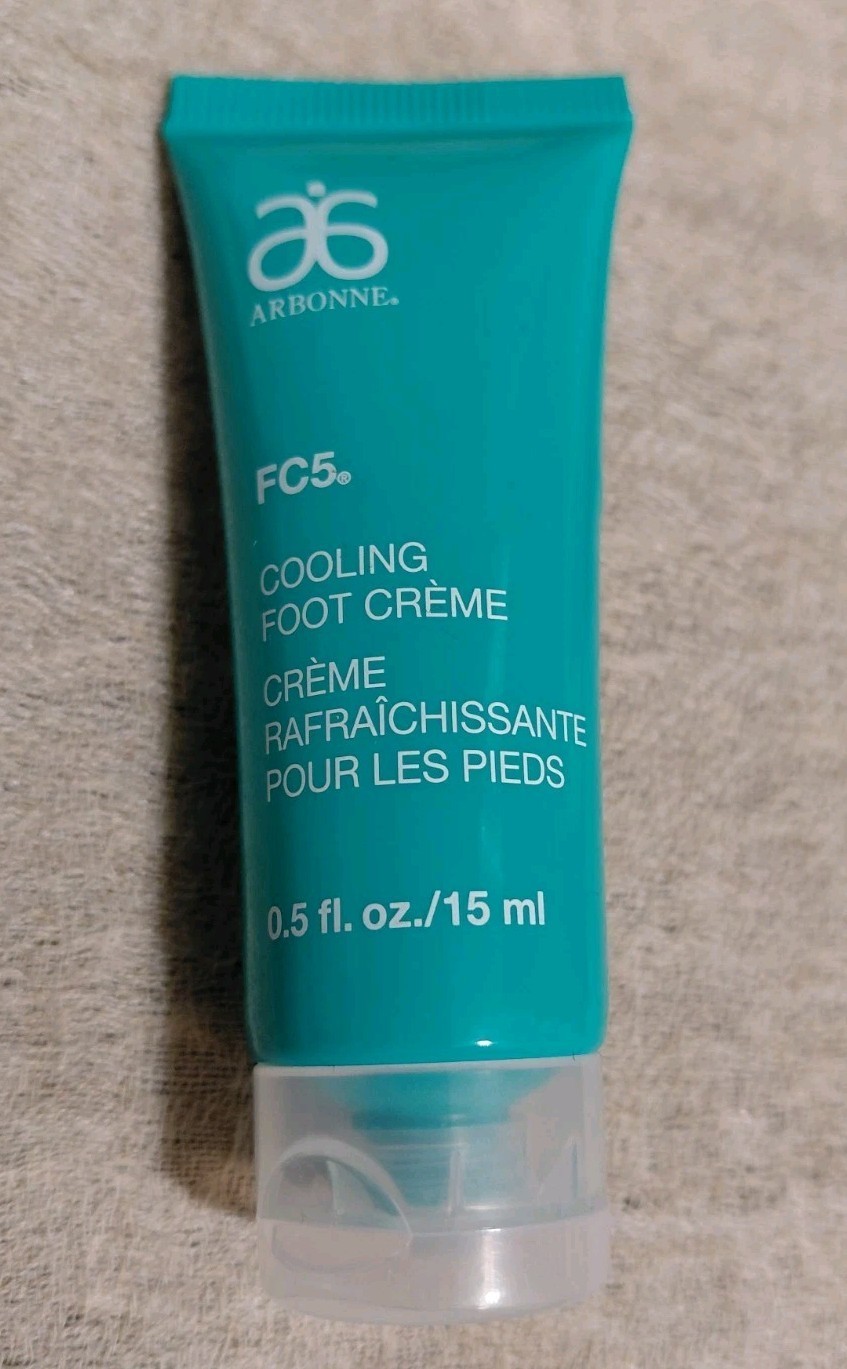 ARBONNE®
FC5®
COOLING
FOOT CRÈME
CRÈME
RAFRAÎCHISSANTE
POUR LES PIEDS
0.5 fl. oz./15 ml